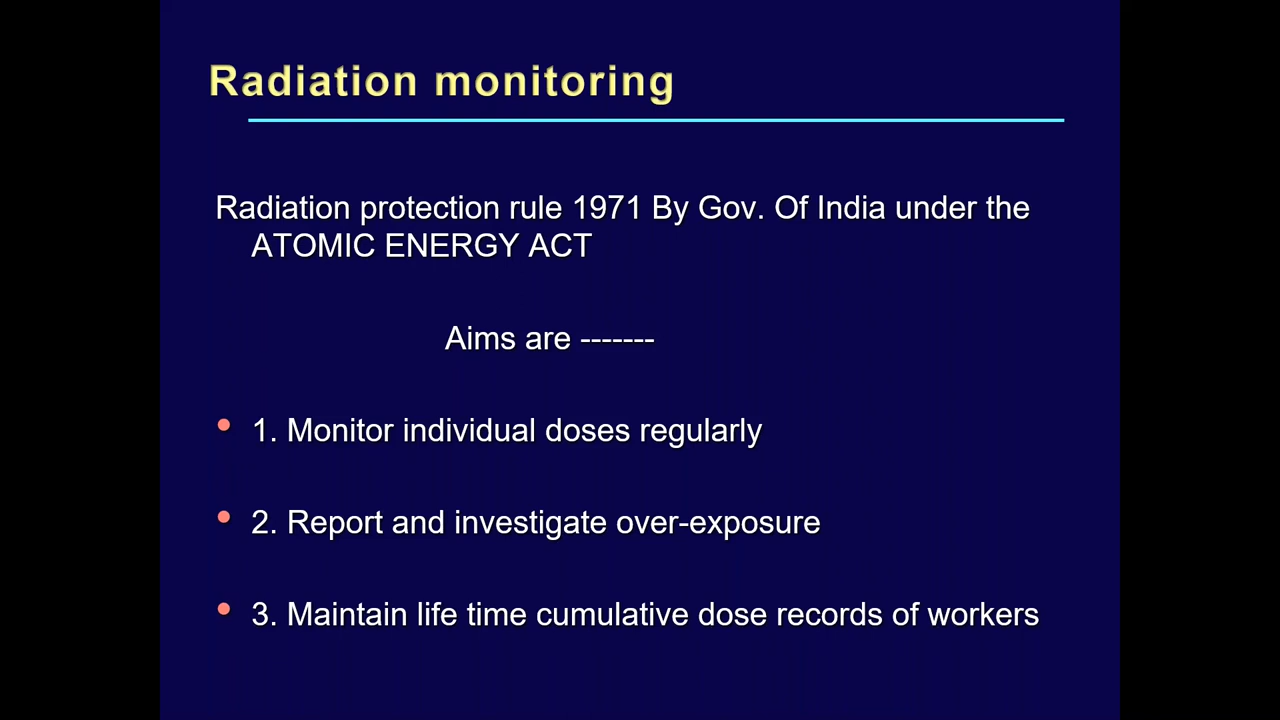 Radiation monitoring
Radiation protection rule 1971 By Gov. Of India under the
ATOMIC ENERGY ACT
Aims are -------
• 1. Monitor individual doses regularly
• 2. Report and investigate over-exposure
• 3. Maintain life time cumulative dose records of workers